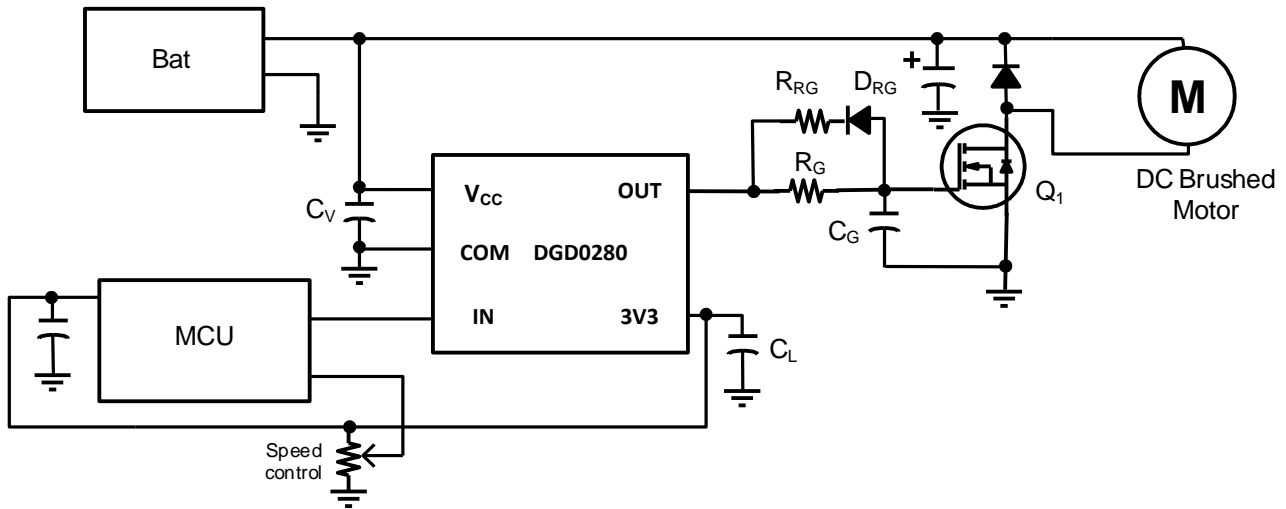 Bat
+
R_RG
D_RG
M
R_G
V_CC
OUT
DC Brushed
Motor
Q_1
C_V
C_G
COM
DGD0280
IN
3V3
MCU
C_L
Speed
control